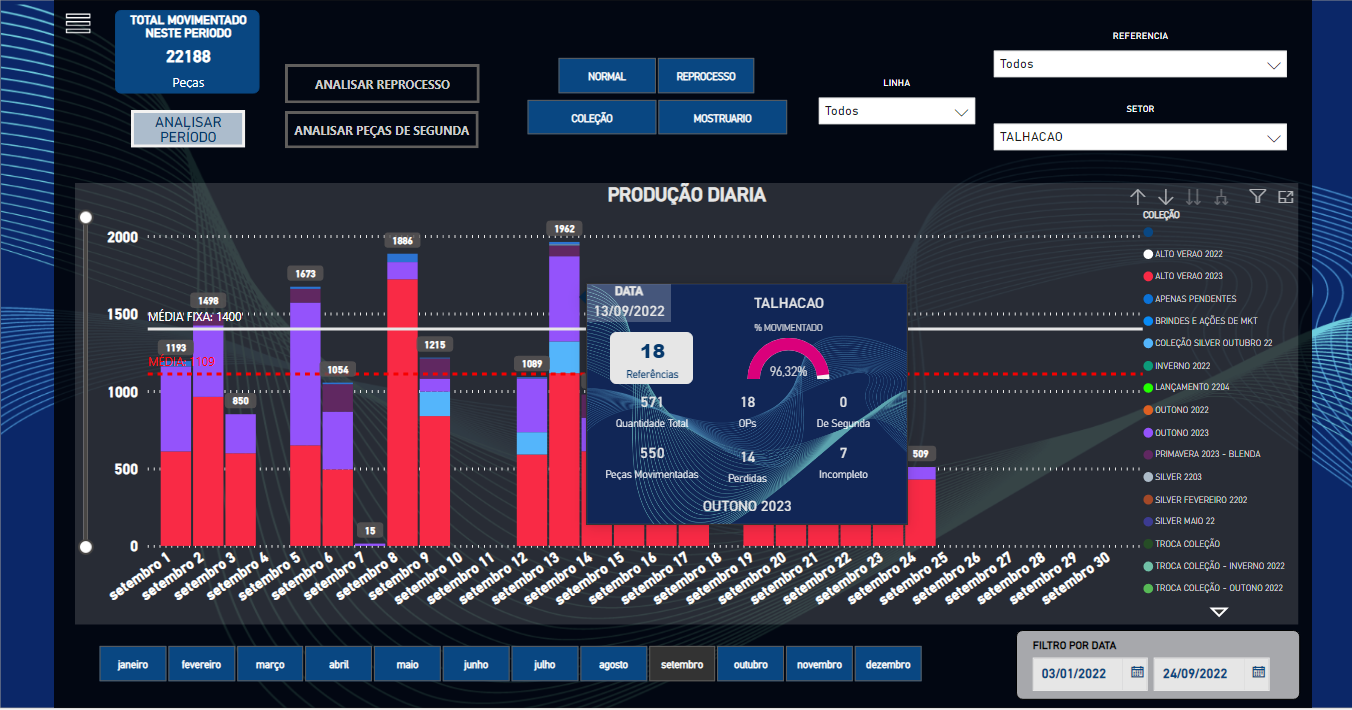 TOTAL MOVIMENTADO
NESTE PERIODO
22188
Peças
ANALISAR
PERÍODO
ANALISAR REPROCESSO
ANALISAR PEÇAS DE SEGUNDA
NORMAL
REPROCESSO
COLEÇÃO
MOSTRUARIO
LINHA
Todos
REFERENCIA
Todos
SETOR
TALHACAO
PRODUÇÃO DIARIA
2000
1500
1000
500
0
MÉDIA FIXA: 1400
MÉDIA: 1109
1193
1498
850
1673
1054
15
1886
1215
1089
1962
509
DATA
13/09/2022
TALHACAO
18
Referências
% MOVIMENTADO
96,32%
571
Quantidade Total
18
OPs
0
De Segunda
550
Peças Movimentadas
14
Perdidas
7
Incompleto
OUTONO 2023
setembro 1
setembro 2
setembro 3
setembro 4
setembro 5
setembro 6
setembro 7
setembro 8
setembro 9
setembro 10
setembro 11
setembro 12
setembro 13
setembro 14
setembro 15
setembro 16
setembro 17
setembro 18
setembro 19
setembro 20
setembro 21
setembro 22
setembro 23
setembro 24
setembro 25
setembro 26
setembro 27
setembro 28
setembro 29
setembro 30
COLEÇÃO
ALTO VERAO 2022
ALTO VERAO 2023
APENAS PENDENTES
BRINDES E AÇÕES DE MKT
COLEÇÃO SILVER OUTUBRO 22
INVERNO 2022
LANÇAMENTO 2204
OUTONO 2022
OUTONO 2023
PRIMAVERA 2023 - BLENDA
SILVER 2203
SILVER FEVEREIRO 2202
SILVER MAIO 22
TROCA COLEÇÃO
TROCA COLEÇÃO - INVERNO 2022
TROCA COLEÇÃO - OUTONO 2022
janeiro
fevereiro
março
abril
maio
junho
julho
agosto
setembro
outubro
novembro
dezembro
FILTRO POR DATA
03/01/2022
24/09/2022